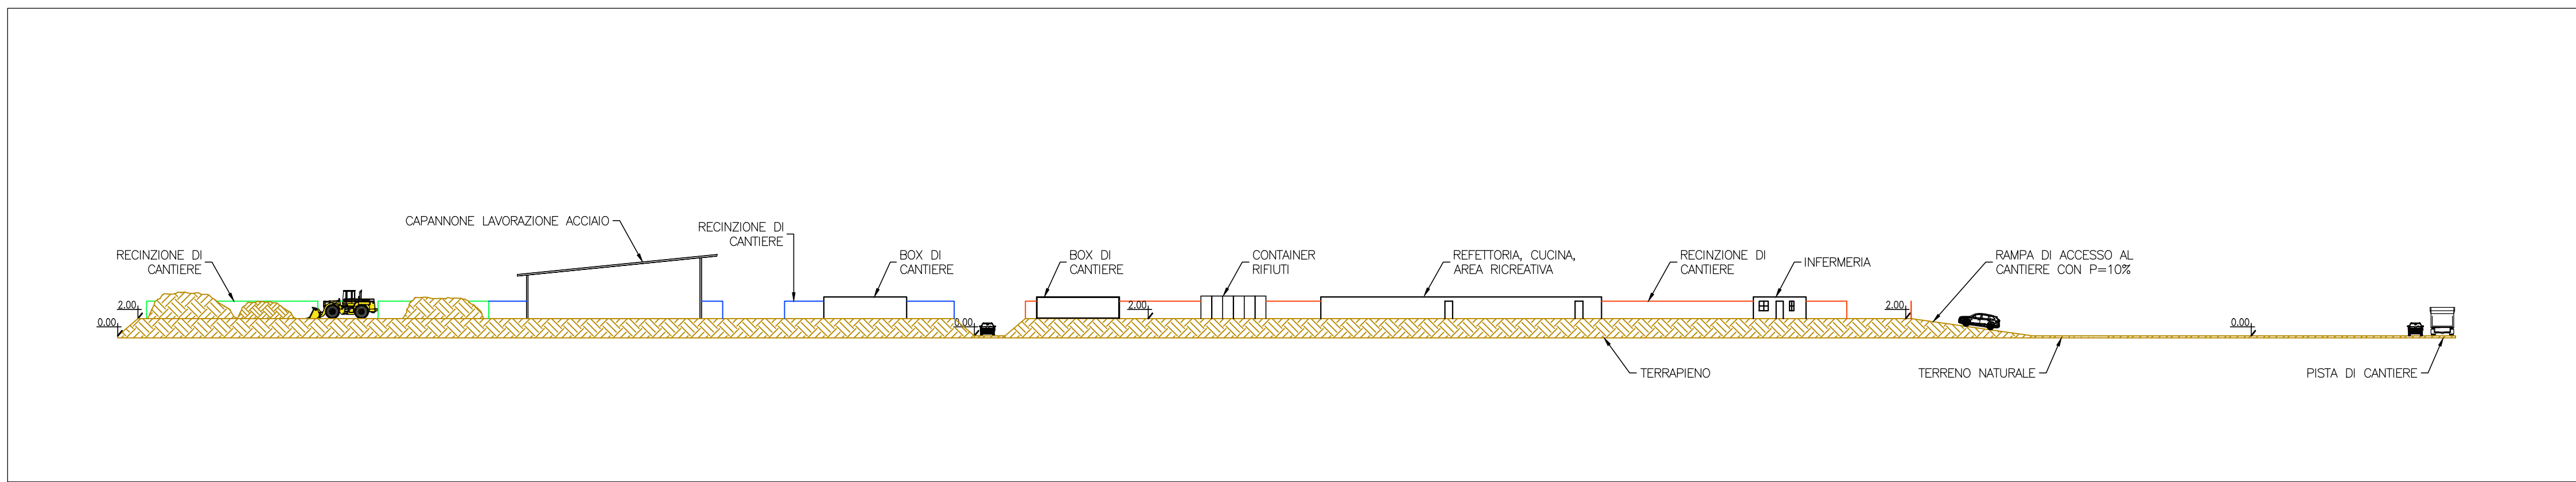 CAPANNONE LAVORAZIONE ACCIAIO
RECINZIONE DI
CANTIERE
RECINZIONE DI
CANTIERE
BOX DI
CANTIERE
BOX DI
CANTIERE
CONTAINER
RIFIUTI
REFETTORIA, CUCINA,
AREA RICREATIVA
RECINZIONE DI
CANTIERE
INFERMERIA
RAMPA DI ACCESSO AL
CANTIERE CON P=10%
2.00
0.00
0.00
2.00
2.00
0.00
TERRAPIENO
TERRENO NATURALE
PISTA DI CANTIERE